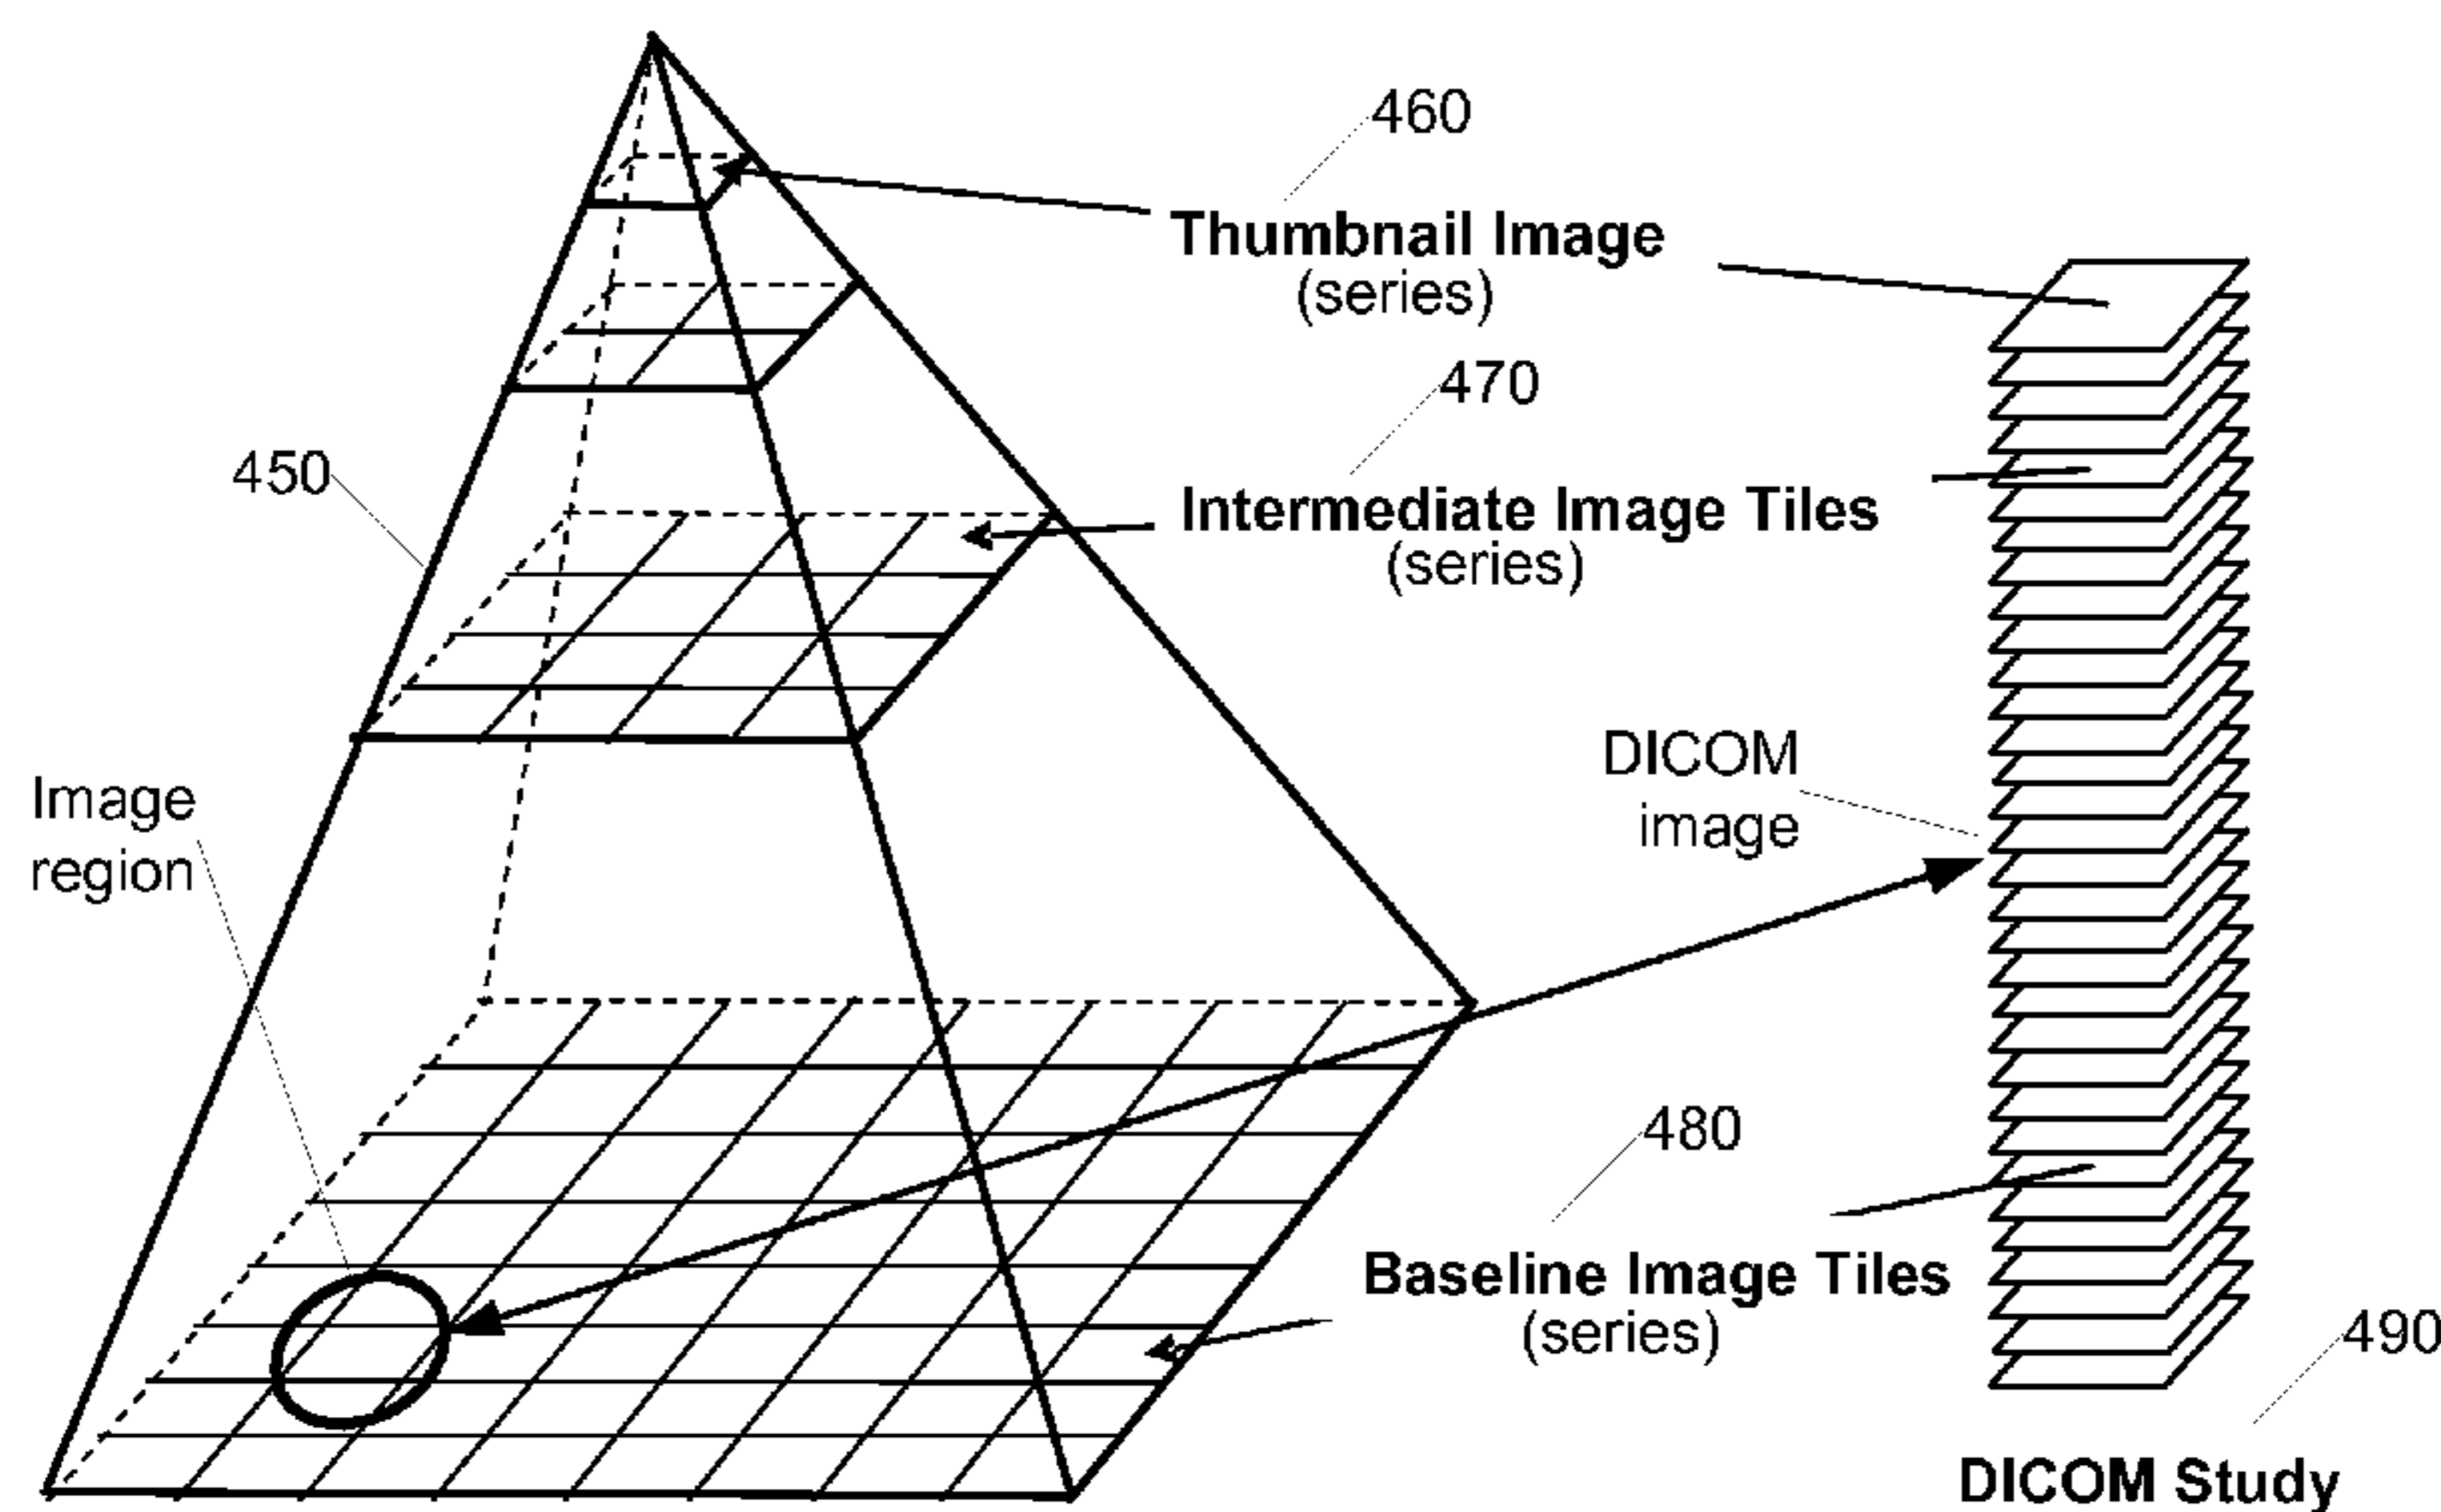 460
Thumbnail Image
(series)
470
450
Intermediate Image Tiles
(series)
DICOM
image
Image
region
480
Baseline Image Tiles
(series)
490
DICOM Study